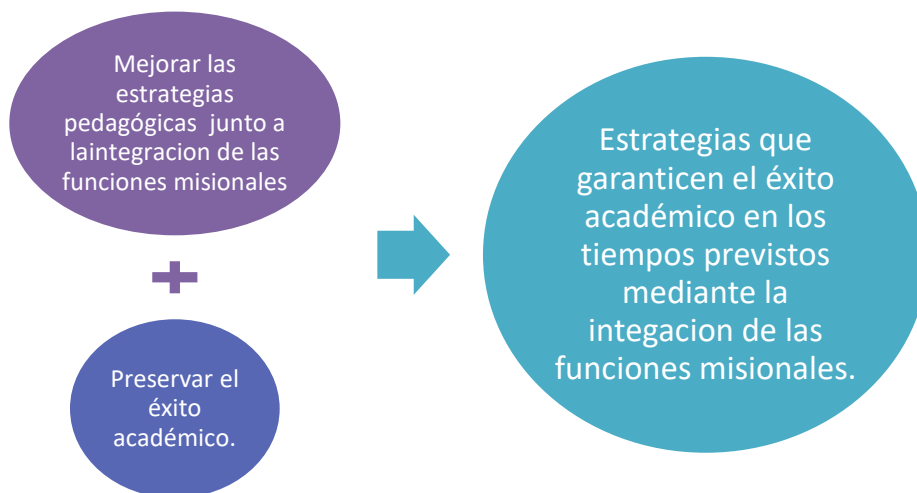 Mejorar las
estrategias
pedagógicas junto a
laintegracion de las
funciones misionales
Preservar el
éxito
académico.
Estrategias que
garanticen el éxito
académico en los
tiempos previstos
mediante la
integacion de las
funciones misionales.